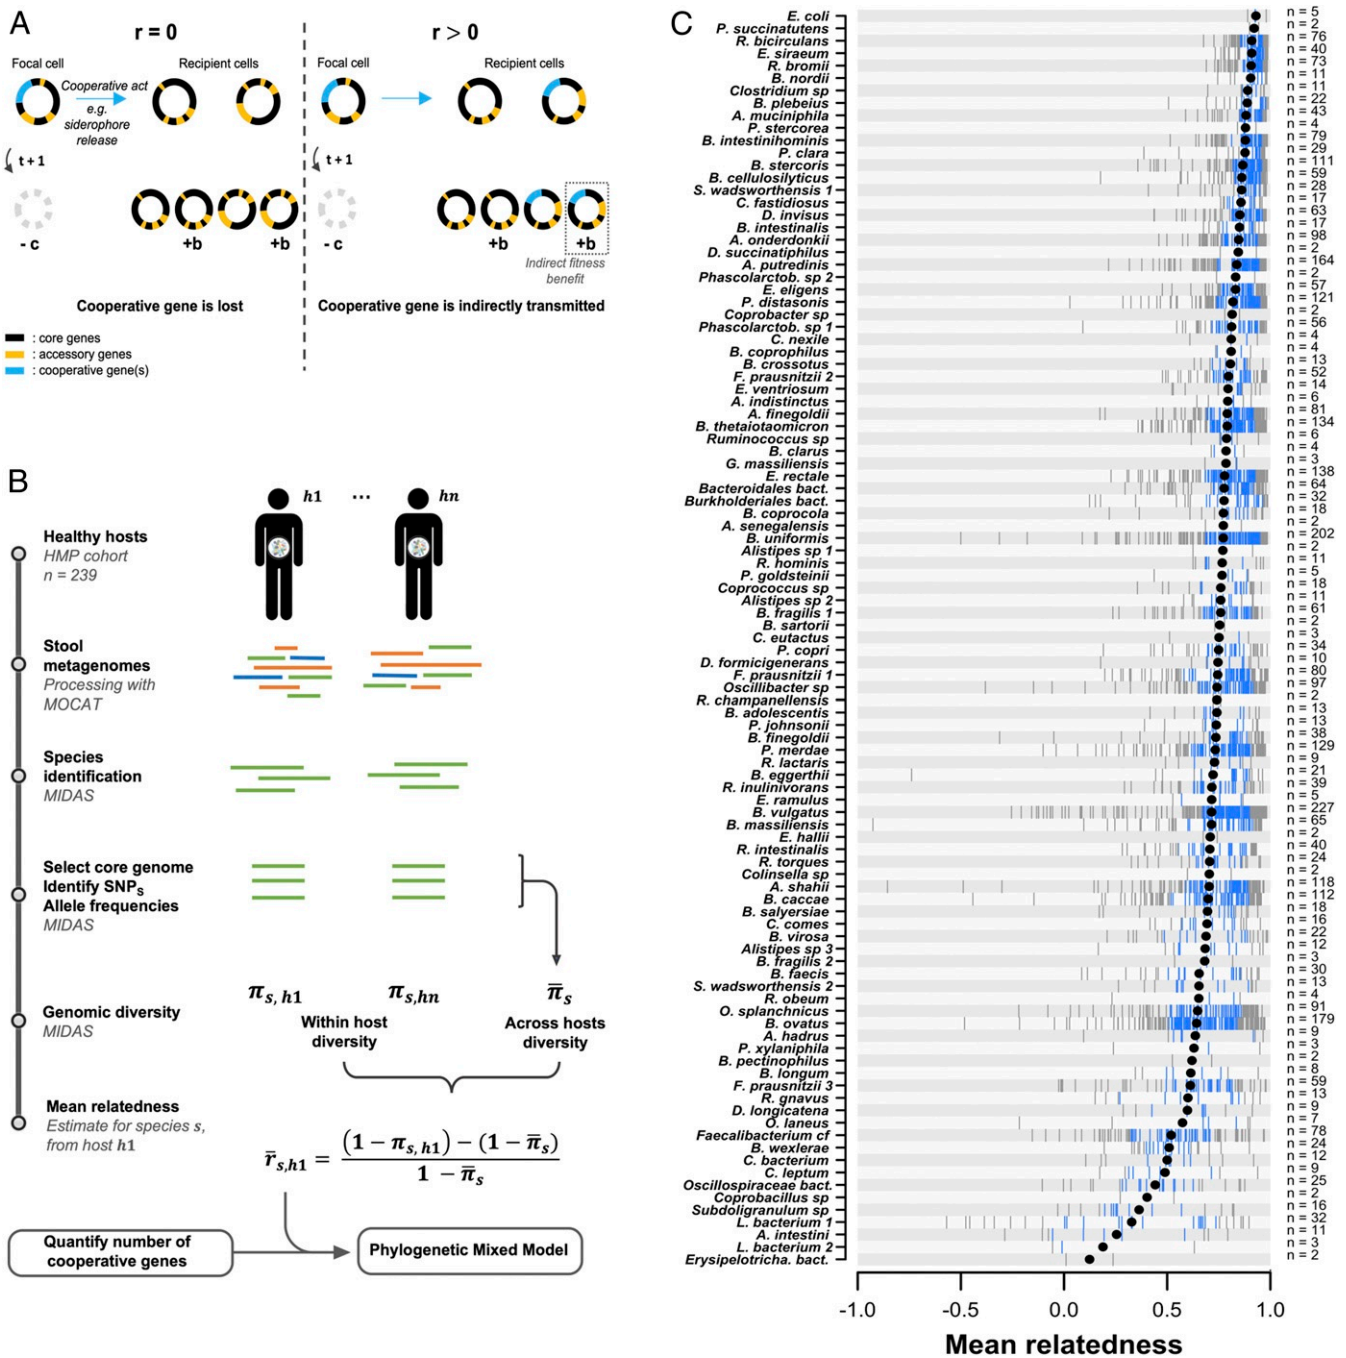 A
r = 0
r > 0
Focal cell
Cooperative act
e.g.
siderophore
release
Recipient cells
Focal cell
Recipient cells
t + 1
t + 1
- c
+b
+b
- c
+b
+b
Indirect fitness
benefit
Cooperative gene is lost
Cooperative gene is indirectly transmitted
: core genes
: accessory genes
: cooperative gene(s)
B
h1 ... hn
Healthy hosts
HMP cohort
n = 239
Stool
metagenomes
Processing with
MOCAT
Species
identification
MIDAS
Select core genome
Identify SNPs
Allele frequencies
MIDAS
Genomic diversity
MIDAS
π_s, h1 π_s,hn π̅_s
Within host
diversity
Across hosts
diversity
Mean relatedness
Estimate for species s,
from host h1
r̅_s,h1 = (1 − π_s, h1) − (1 − π̅_s)
1 − π̅_s
Quantify number of
cooperative genes
Phylogenetic Mixed Model
C
E. coli n = 5
P. succinatutens n = 2
R. bicirculans n = 76
E. siraeum n = 40
R. bromii n = 73
B. nordii n = 11
Clostridium sp n = 11
B. plebeius n = 22
A. muciniphila n = 43
P. stercorea n = 4
B. intestinihominis n = 79
P. clara n = 29
B. stercoris n = 111
B. cellulosilyticus n = 59
S. wadsworthensis 1 n = 28
C. fastidiosus n = 17
D. invisus n = 63
B. intestinalis n = 17
A. onderdonkii n = 98
D. succinatiphilus n = 2
A. putredinis n = 164
Phascolarctob. sp 2 n = 2
E. eligens n = 57
P. distasonis n = 121
Coprobacter sp n = 2
Phascolarctob. sp 1 n = 56
C. nexile n = 4
B. coprophilus n = 4
B. crossotus n = 13
F. prausnitzii 2 n = 52
E. ventriosum n = 14
A. indistinctus n = 6
A. finegoldii n = 81
B. thetaiotaomicron n = 134
Ruminococcus sp n = 6
B. clarus n = 4
G. massiliensis n = 3
E. rectale n = 138
Bacteroidales bact. n = 64
Burkholderiales bact. n = 32
B. coprocola n = 18
A. senegalensis n = 2
B. uniformis n = 202
Alistipes sp 1 n = 2
R. hominis n = 11
P. goldsteinii n = 5
Coprococcus sp n = 18
Alistipes sp 2 n = 11
B. fragilis 1 n = 61
B. sartorii n = 2
C. eutactus n = 3
P. copri n = 34
D. formicigenerans n = 10
F. prausnitzii 1 n = 80
Oscillibacter sp n = 97
R. champanellensis n = 2
B. adolescentis n = 13
P. johnsonii n = 13
B. finegoldii n = 38
P. merdae n = 129
R. lactaris n = 9
B. eggerthii n = 21
R. inulinivorans n = 39
E. ramulus n = 5
B. vulgatus n = 227
B. massiliensis n = 65
E. hallii n = 2
R. intestinalis n = 40
R. torques n = 24
Colinsella sp n = 2
A. shahii n = 118
B. caccae n = 112
B. salyersiae n = 18
C. comes n = 16
B. virosa n = 22
Alistipes sp 3 n = 12
B. fragilis 2 n = 3
B. faecis n = 30
S. wadsworthensis 2 n = 13
R. obeum n = 4
O. splanchnicus n = 91
B. ovatus n = 179
A. hadrus n = 9
P. xylaniphila n = 3
B. pectinophilus n = 2
B. longum n = 8
F. prausnitzii 3 n = 59
R. gnavus n = 13
D. longicatena n = 9
O. laneus n = 7
Faecalibacterium cf n = 78
B. wexlerae n = 24
C. bacterium n = 12
C. leptum n = 9
Oscillospiraceae bact. n = 25
Coprobacillus sp n = 2
Subdoligranulum sp n = 16
L. bacterium 1 n = 32
A. intestini n = 11
L. bacterium 2 n = 3
Erysipelotricha. bact. n = 2
-1.0 -0.5 0.0 0.5 1.0
Mean relatedness